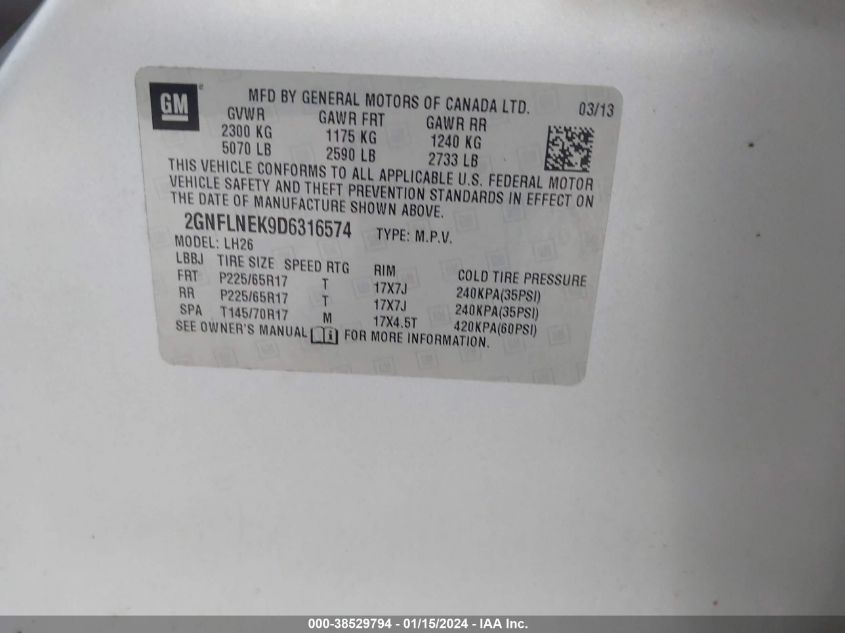 GM
MFD BY GENERAL MOTORS OF CANADA LTD. 03/13
GVWR GAWR FRT GAWR RR
2300 KG 1175 KG 1240 KG
5070 LB 2590 LB 2733 LB
THIS VEHICLE CONFORMS TO ALL APPLICABLE U.S. FEDERAL MOTOR
VEHICLE SAFETY AND THEFT PREVENTION STANDARDS IN EFFECT ON
THE DATE OF MANUFACTURE SHOWN ABOVE.
2GNFLNEK9D6316574 TYPE: M.P.V.
MODEL: LH26
LBBJ TIRE SIZE SPEED RTG RIM COLD TIRE PRESSURE
FRT P225/65R17 T 17X7J 240KPA(35PSI)
RR P225/65R17 T 17X7J 240KPA(35PSI)
SPA T145/70R17 M 17X4.5T 420KPA(60PSI)
SEE OWNER'S MANUAL FOR MORE INFORMATION.
000-38529794 - 01/15/2024 - IAA Inc.